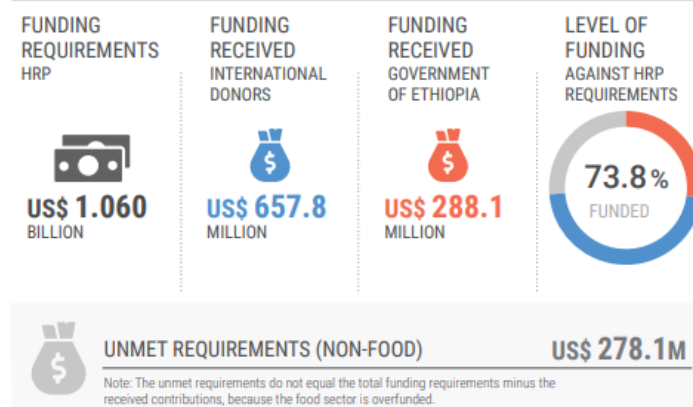 FUNDING
REQUIREMENTS
HRP
US$ 1.060
BILLION
FUNDING
RECEIVED
INTERNATIONAL
DONORS
$
US$ 657.8
MILLION
FUNDING
RECEIVED
GOVERNMENT
OF ETHIOPIA
$
US$ 288.1
MILLION
LEVEL OF
FUNDING
AGAINST HRP
REQUIREMENTS
73.8%
FUNDED
$
UNMET REQUIREMENTS (NON-FOOD) US$ 278.1M
Note: The unmet requirements do not equal the total funding requirements minus the
received contributions, because the food sector is overfunded.